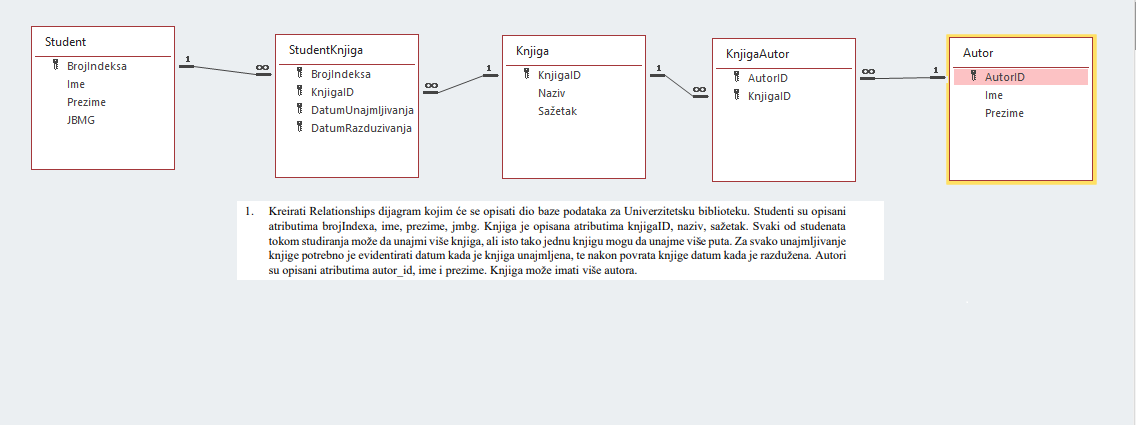 Student
BrojIndeksa
Ime
Prezime
JBMG
1
∞
StudentKnjiga
BrojIndeksa
KnjigaID
DatumUnajmljivanja
DatumRazduzivanja
∞
1
Knjiga
KnjigaID
Naziv
Sažetak
1
∞
KnjigaAutor
AutorID
KnjigaID
∞
1
Autor
AutorID
Ime
Prezime
1. Kreirati Relationships dijagram kojim će se opisati dio baze podataka za Univerzitetsku biblioteku. Studenti su opisani
atributima brojIndexa, ime, prezime, jmbg. Knjiga je opisana atributima knjigaID, naziv, sažetak. Svaki od studenata
tokom studiranja može da unajmi više knjiga, ali isto tako jednu knjigu mogu da unajme više puta. Za svako unajmljivanje
knjige potrebno je evidentirati datum kada je knjiga unajmljena, te nakon povrata knjige datum kada je razdužena. Autori
su opisani atributima autor_id, ime i prezime. Knjiga može imati više autora.